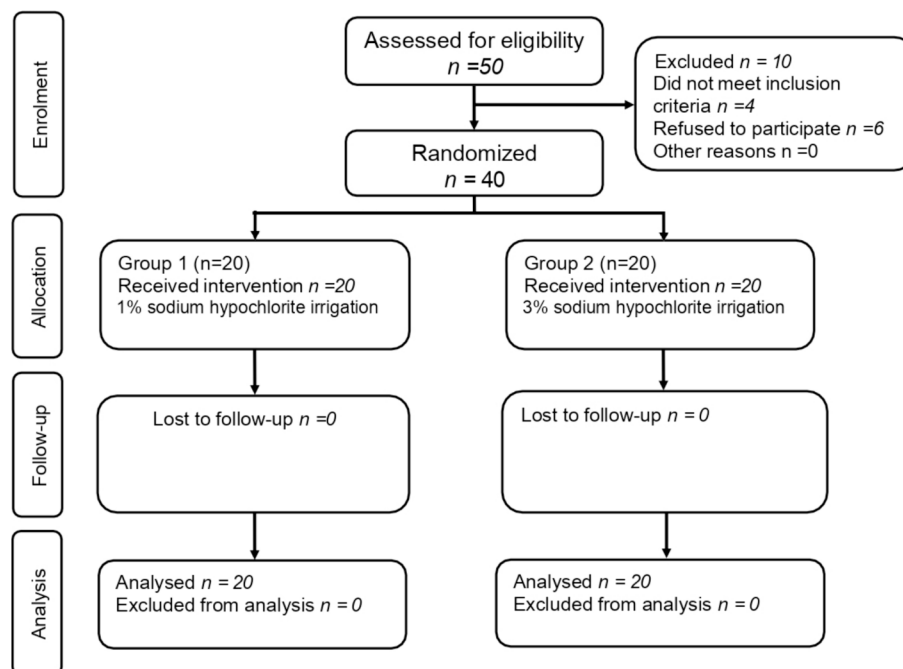 Enrolment
Assessed for eligibility
n =50
Excluded n = 10
Did not meet inclusion
criteria n =4
Refused to participate n =6
Other reasons n =0
Randomized
n = 40
Allocation
Group 1 (n=20)
Received intervention n =20
1% sodium hypochlorite irrigation
Group 2 (n=20)
Received intervention n =20
3% sodium hypochlorite irrigation
Follow-up
Lost to follow-up n =0
Lost to follow-up n = 0
Analysis
Analysed n = 20
Excluded from analysis n = 0
Analysed n = 20
Excluded from analysis n = 0